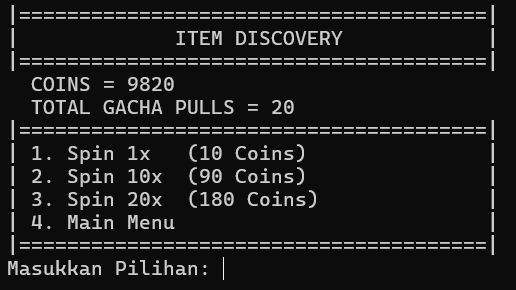 |=======================================|
|             ITEM DISCOVERY            |
|=======================================|
  COINS = 9820
  TOTAL GACHA PULLS = 20
|=======================================|
| 1. Spin 1x   (10 Coins)               |
| 2. Spin 10x  (90 Coins)               |
| 3. Spin 20x  (180 Coins)              |
| 4. Main Menu                          |
|=======================================|
Masukkan Pilihan: